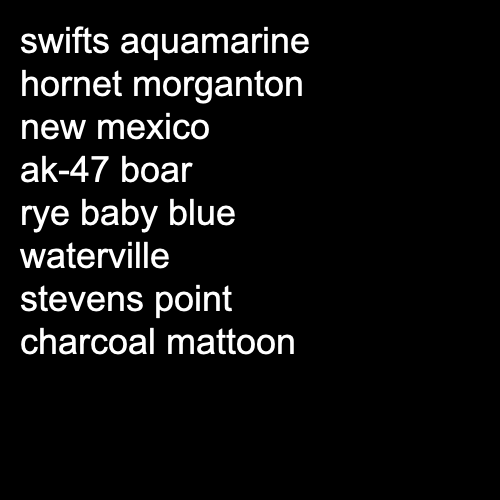 swifts aquamarine
hornet morganton
new mexico
ak-47 boar
rye baby blue
waterville
stevens point
charcoal mattoon